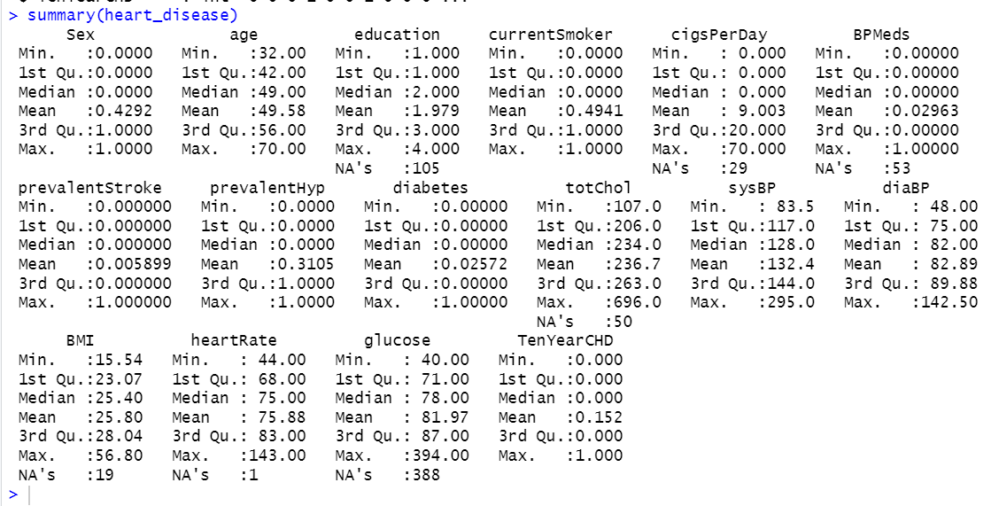 > summary(heart_disease)
Sex age education currentSmoker cigsPerDay BPMeds
Min. :0.0000 Min. :32.00 Min. :1.000 Min. :0.0000 Min. : 0.000 Min. :0.00000
1st Qu.:0.0000 1st Qu.:42.00 1st Qu.:1.000 1st Qu.:0.0000 1st Qu.: 0.000 1st Qu.:0.00000
Median :0.0000 Median :49.00 Median :2.000 Median :0.0000 Median : 0.000 Median :0.00000
Mean :0.4292 Mean :49.58 Mean :1.979 Mean :0.4941 Mean : 9.003 Mean :0.02963
3rd Qu.:1.0000 3rd Qu.:56.00 3rd Qu.:3.000 3rd Qu.:1.0000 3rd Qu.:20.000 3rd Qu.:0.00000
Max. :1.0000 Max. :70.00 Max. :4.000 Max. :1.0000 Max. :70.000 Max. :1.00000
NA's :105 NA's :29 NA's :53
prevalentStroke prevalentHyp diabetes totChol sysBP diaBP
Min. :0.000000 Min. :0.0000 Min. :0.00000 Min. :107.0 Min. : 83.5 Min. : 48.00
1st Qu.:0.000000 1st Qu.:0.0000 1st Qu.:0.00000 1st Qu.:206.0 1st Qu.:117.0 1st Qu.: 75.00
Median :0.000000 Median :0.0000 Median :0.00000 Median :234.0 Median :128.0 Median : 82.00
Mean :0.005899 Mean :0.3105 Mean :0.02572 Mean :236.7 Mean :132.4 Mean : 82.89
3rd Qu.:0.000000 3rd Qu.:1.0000 3rd Qu.:0.00000 3rd Qu.:263.0 3rd Qu.:144.0 3rd Qu.: 89.88
Max. :1.000000 Max. :1.0000 Max. :1.00000 Max. :696.0 Max. :295.0 Max. :142.50
NA's :50
BMI heartRate glucose TenYearCHD
Min. :15.54 Min. : 44.00 Min. : 40.00 Min. :0.000
1st Qu.:23.07 1st Qu.: 68.00 1st Qu.: 71.00 1st Qu.:0.000
Median :25.40 Median : 75.00 Median : 78.00 Median :0.000
Mean :25.80 Mean : 75.88 Mean : 81.97 Mean :0.152
3rd Qu.:28.04 3rd Qu.: 83.00 3rd Qu.: 87.00 3rd Qu.:0.000
Max. :56.80 Max. :143.00 Max. :394.00 Max. :1.000
NA's :19 NA's :1 NA's :388
>